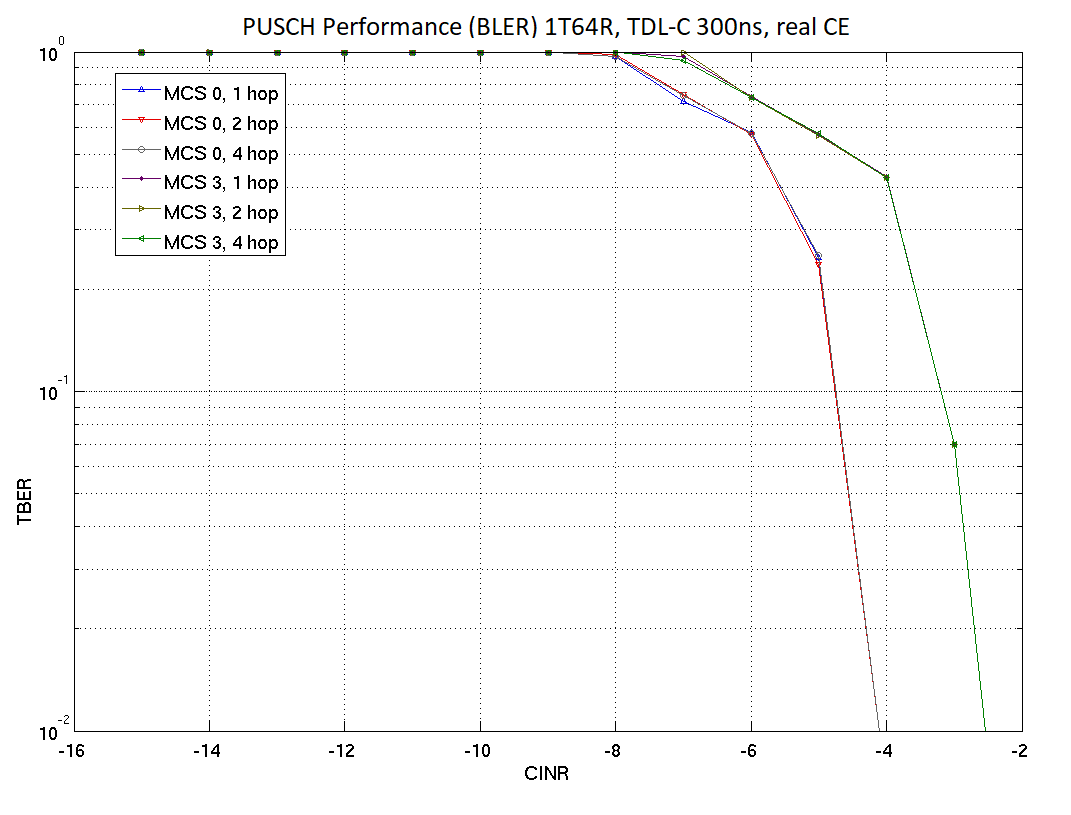 PUSCH Performance (BLER) 1T64R, TDL-C 300ns, real CE
10^0
MCS 0, 1 hop
MCS 0, 2 hop
MCS 0, 4 hop
MCS 3, 1 hop
MCS 3, 2 hop
MCS 3, 4 hop
10^-1
TBER
10^-2
-16 -14 -12 -10 -8 -6 -4 -2
CINR